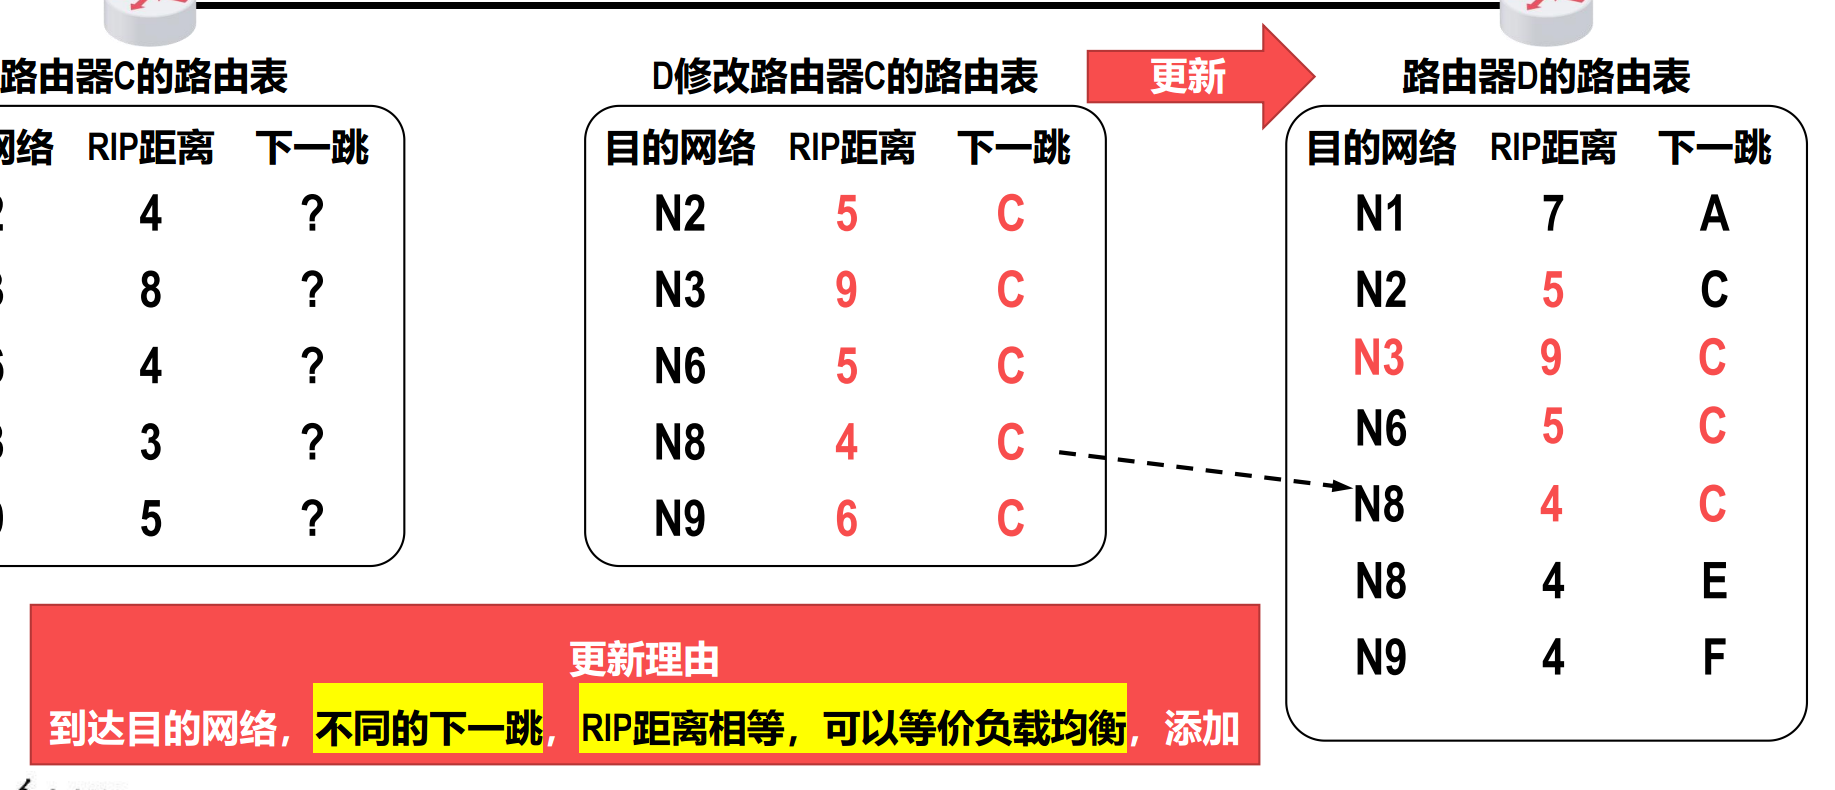 路由器C的路由表
网络 RIP距离 下一跳
4 ?
8 ?
4 ?
3 ?
5 ?
D修改路由器C的路由表
目的网络 RIP距离 下一跳
N2 5 C
N3 9 C
N6 5 C
N8 4 C
N9 6 C
更新
路由器D的路由表
目的网络 RIP距离 下一跳
N1 7 A
N2 5 C
N3 9 C
N6 5 C
N8 4 C
N8 4 E
N9 4 F
更新理由
到达目的网络，不同的下一跳，RIP距离相等，可以等价负载均衡，添加